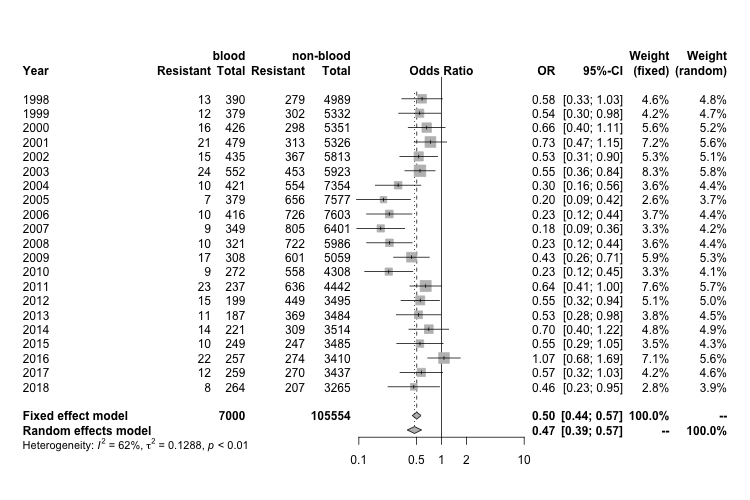 blood non-blood Weight Weight
Year Resistant Total Resistant Total Odds Ratio OR 95%-CI (fixed) (random)
1998 13 390 279 4989 0.58 [0.33; 1.03] 4.6% 4.8%
1999 12 379 302 5332 0.54 [0.30; 0.98] 4.2% 4.7%
2000 16 426 298 5351 0.66 [0.40; 1.11] 5.6% 5.2%
2001 21 479 313 5326 0.73 [0.47; 1.15] 7.2% 5.6%
2002 15 435 367 5813 0.53 [0.31; 0.90] 5.3% 5.1%
2003 24 552 453 5923 0.55 [0.36; 0.84] 8.3% 5.8%
2004 10 421 554 7354 0.30 [0.16; 0.56] 3.6% 4.4%
2005 7 379 656 7577 0.20 [0.09; 0.42] 2.6% 3.7%
2006 10 416 726 7603 0.23 [0.12; 0.44] 3.7% 4.4%
2007 9 349 805 6401 0.18 [0.09; 0.36] 3.3% 4.2%
2008 10 321 722 5986 0.23 [0.12; 0.44] 3.6% 4.4%
2009 17 308 601 5059 0.43 [0.26; 0.71] 5.9% 5.3%
2010 9 272 558 4308 0.23 [0.12; 0.45] 3.3% 4.1%
2011 23 237 636 4442 0.64 [0.41; 1.00] 7.3% 5.6%
2012 15 199 449 3495 0.55 [0.32; 0.94] 5.1% 5.0%
2013 11 187 369 3484 0.53 [0.28; 0.98] 3.8% 4.5%
2014 14 221 309 3514 0.70 [0.40; 1.22] 4.8% 4.9%
2015 10 249 247 3485 0.55 [0.29; 1.05] 3.5% 4.3%
2016 22 257 274 3410 1.07 [0.68; 1.69] 7.1% 5.6%
2017 12 259 270 3437 0.57 [0.32; 1.03] 4.2% 4.6%
2018 8 264 207 3265 0.46 [0.23; 0.95] 2.8% 3.9%
Fixed effect model 7000 105554 0.50 [0.44; 0.57] 100.0% --
Random effects model 0.47 [0.39; 0.57] -- 100.0%
Heterogeneity: I² = 62%, τ² = 0.1288, p < 0.01
0.1 0.5 1 2 10